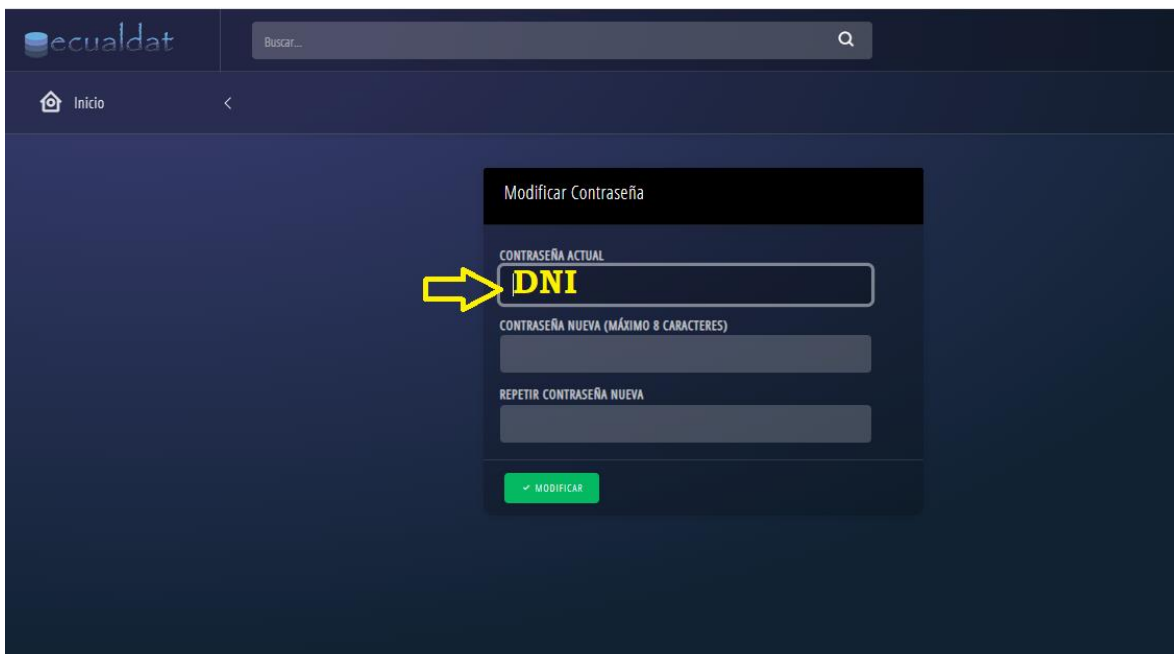 ecualdat
Buscar...
Inicio
Modificar Contraseña
CONTRASEÑA ACTUAL
DNI
CONTRASEÑA NUEVA (MÁXIMO 8 CARACTERES)
REPETIR CONTRASEÑA NUEVA
MODIFICAR